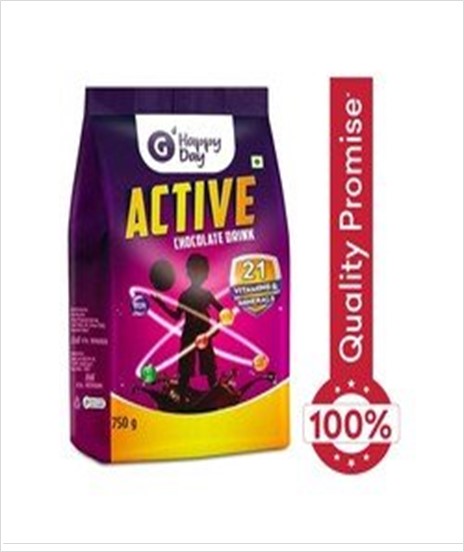 G
d
Happy
Day
ACTIVE
CHOCOLATE DRINK
21
VITAMINS &
MINERALS
750 g
Quality Promise*
100%